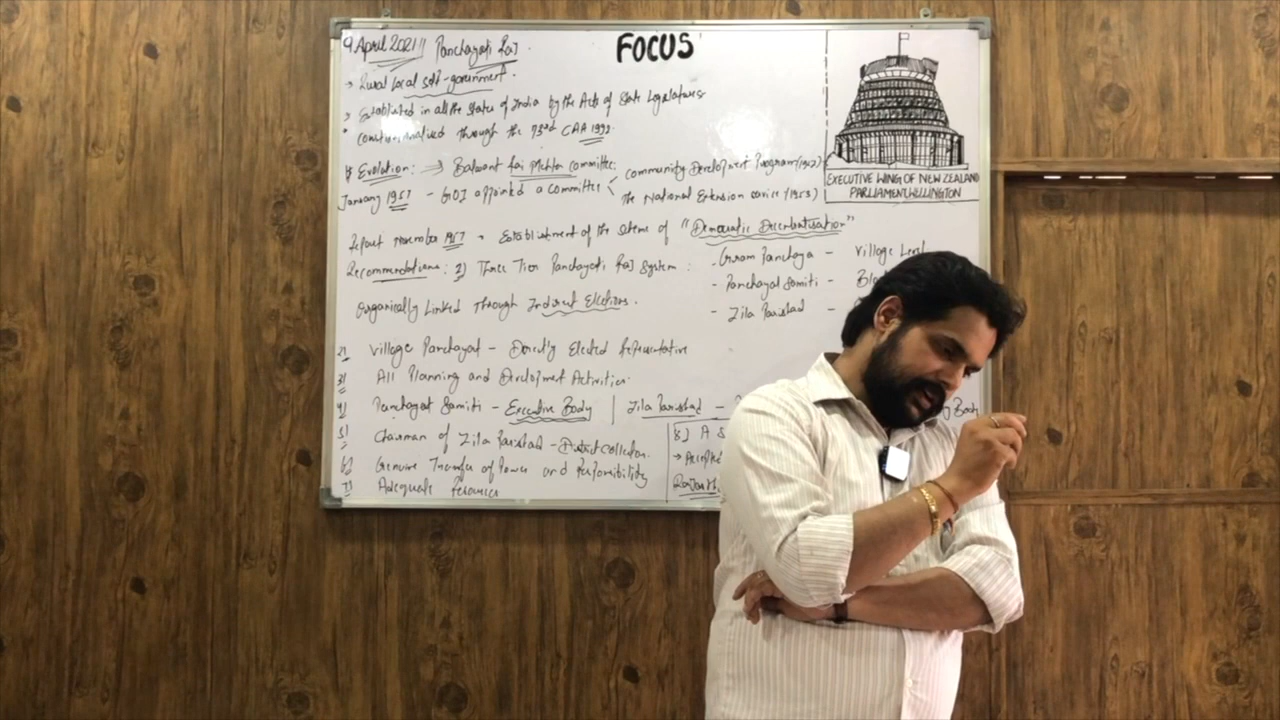 FOCUS
9 April 2021 || Panchayati Raj
→ Rural Local Self-government.
→ Established in all the States of India by the Acts of State Legislatures
through the 73rd CAA 1992.
Evolution: ⇒ Balwant Rai Mehta Committee:
January 1957 - GOI appointed a committee < Community Development Program (1952)
the National Extension Service (1953)
Report November 1957 - Establishment of the scheme of "Democratic Decentralisation"
Recommendations: 1) Three Tier Panchayati Raj System:
- Gram Panchaya - Village Level
- Panchayat Samiti -
- Zila Parishad -
Organically Linked Through Indirect Elections.
2) Village Panchayat - Directly Elected Representative
3) All Planning and Development Activities.
4) Panchayat Samiti - Executive Body | Zila Parishad - Body
5) Chairman of Zila Parishad - District Collector.
6) Genuine Transfer of Power and Responsibility
7) Adequate Resources
8) A
EXECUTIVE WING OF NEW ZEALAND
PARLIAMENT, WELLINGTON